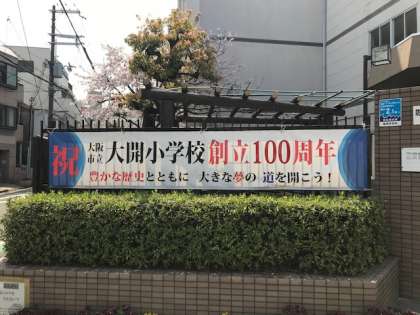 祝 大阪市立 大開小学校 創立100周年
豊かな歴史とともに 大きな夢の 道を開こう！